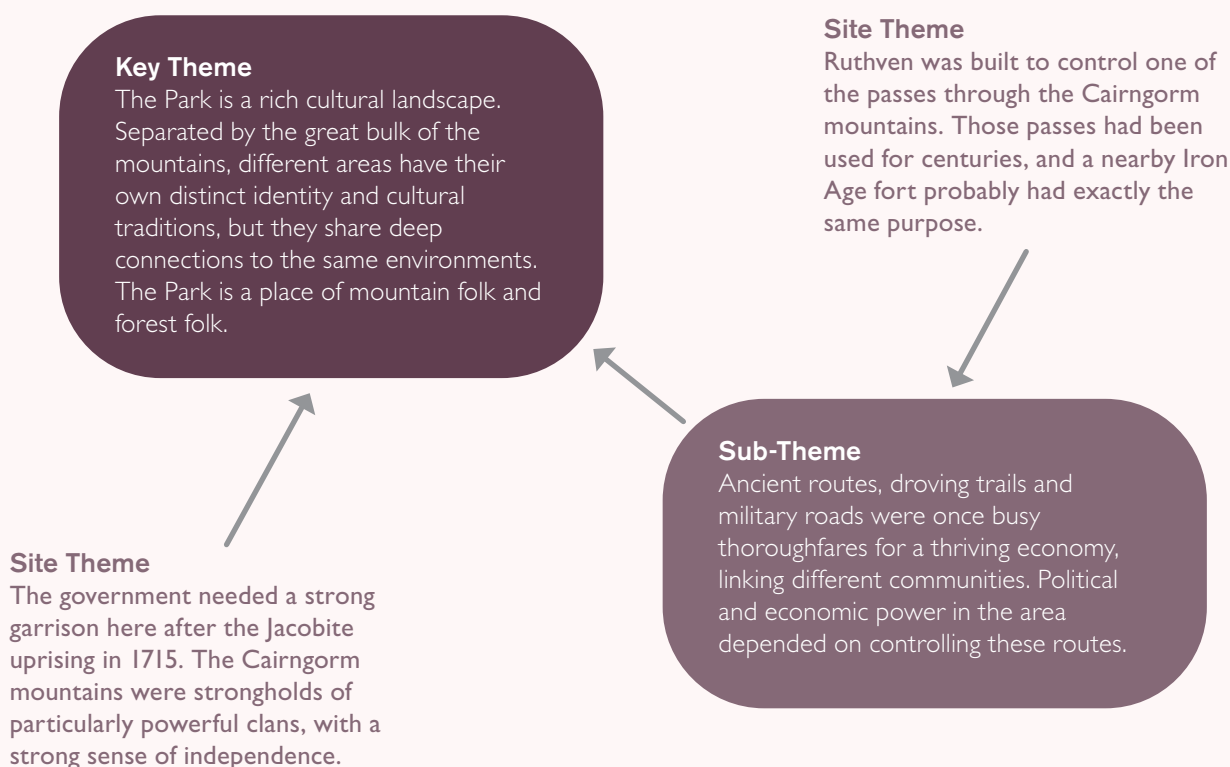 Key Theme
The Park is a rich cultural landscape.
Separated by the great bulk of the
mountains, different areas have their
own distinct identity and cultural
traditions, but they share deep
connections to the same environments.
The Park is a place of mountain folk and
forest folk.
Site Theme
Ruthven was built to control one of
the passes through the Cairngorm
mountains. Those passes had been
used for centuries, and a nearby Iron
Age fort probably had exactly the
same purpose.
Sub-Theme
Ancient routes, droving trails and
military roads were once busy
thoroughfares for a thriving economy,
linking different communities. Political
and economic power in the area
depended on controlling these routes.
Site Theme
The government needed a strong
garrison here after the Jacobite
uprising in 1715. The Cairngorm
mountains were strongholds of
particularly powerful clans, with a
strong sense of independence.